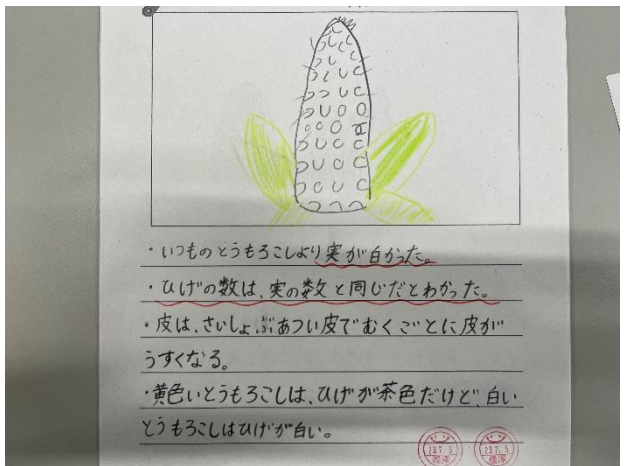 ・いつものとうもろこしより実が白かった。
・ひげの数は、実の数と同じだとわかった。
・皮は、さいしょぶあつい皮でむくごとに皮が
うすくなる。
・黄色いとうもろこしは、ひげが茶色だけど、白い
とうもろこしはひげが白い。